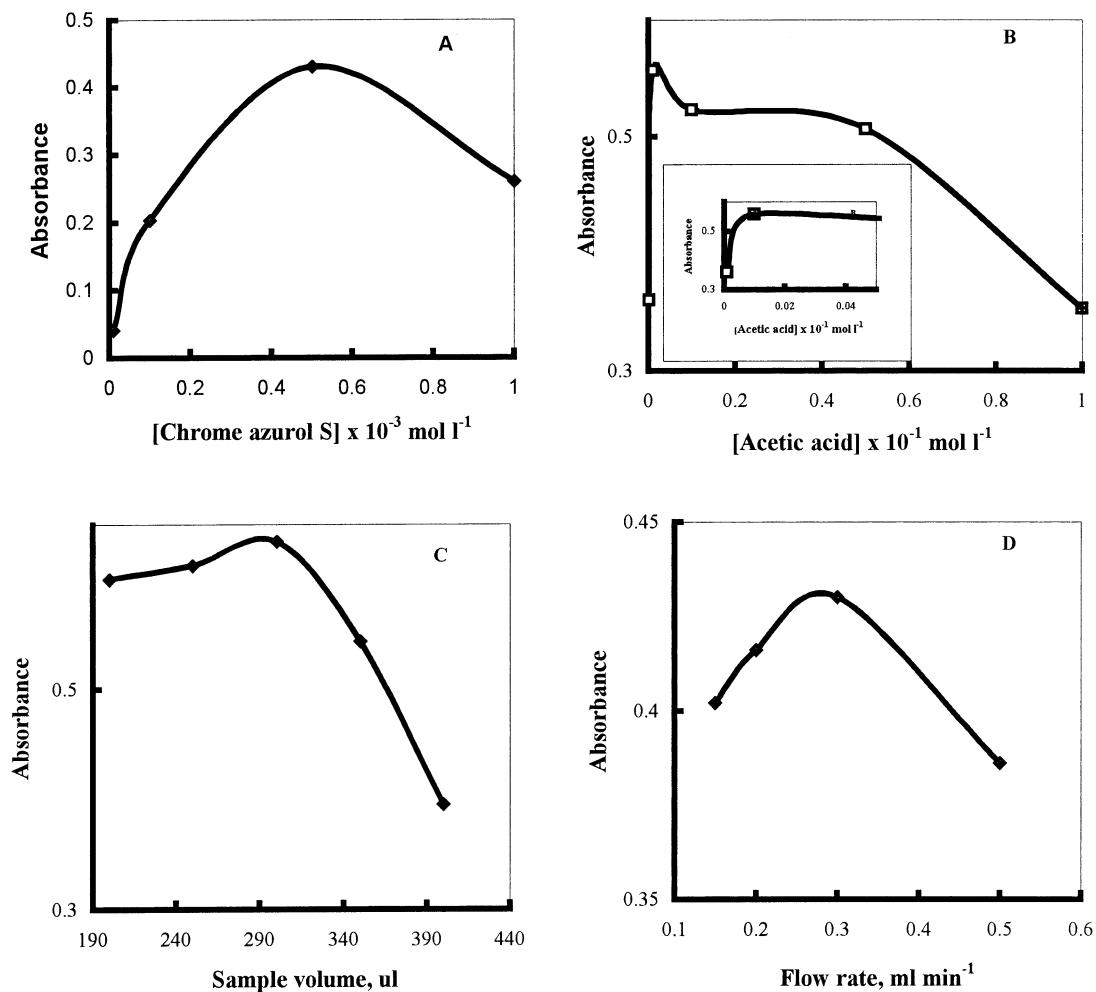 A
0.5
0.4
0.3
0.2
0.1
0
Absorbance
0 0.2 0.4 0.6 0.8 1
[Chrome azurol S] x 10⁻³ mol l⁻¹
B
0.5
0.3
Absorbance
0 0.2 0.4 0.6 0.8 1
[Acetic acid] x 10⁻¹ mol l⁻¹
0.5
0.3
Absorbance
0 0.02 0.04
[Acetic acid] x 10⁻¹ mol l⁻¹
C
0.5
0.3
Absorbance
190 240 290 340 390 440
Sample volume, ul
D
0.45
0.4
0.35
Absorbance
0.1 0.2 0.3 0.4 0.5 0.6
Flow rate, ml min⁻¹